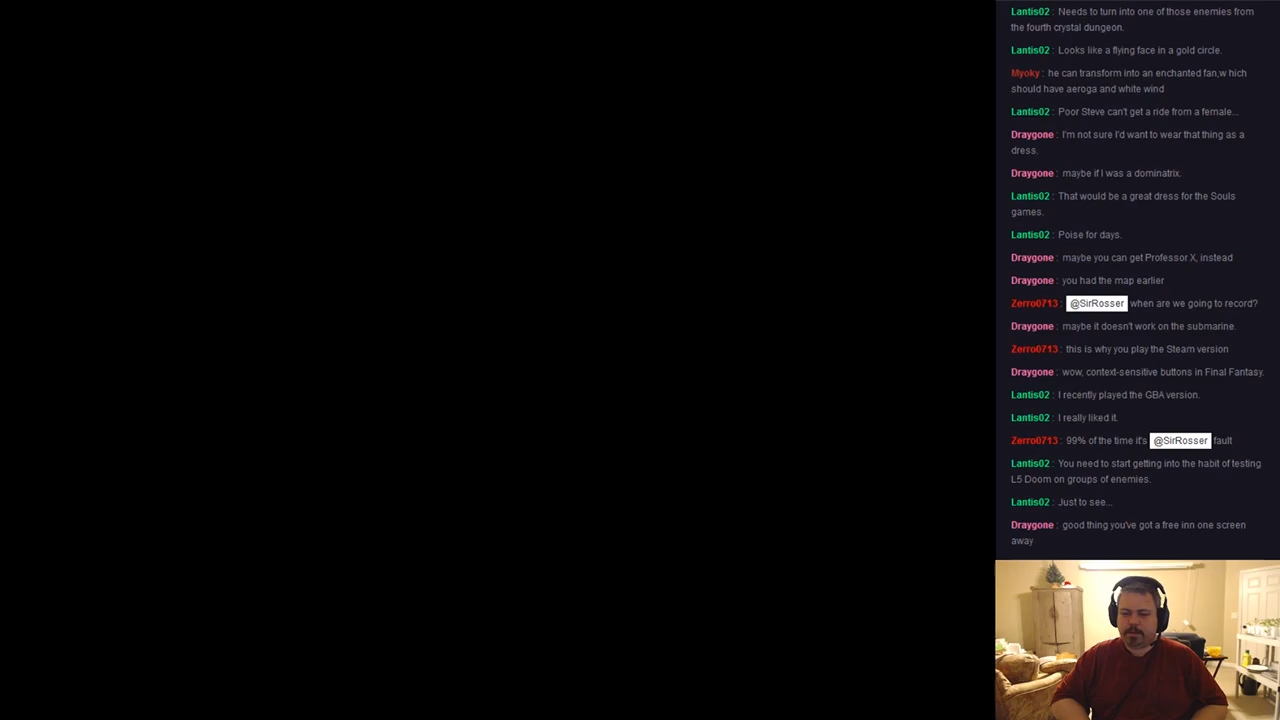 Lantis02 : Needs to turn into one of those enemies from
the fourth crystal dungeon.
Lantis02 : Looks like a flying face in a gold circle.
Myoky : he can transform into an enchanted fan,w hich
should have aeroga and white wind
Lantis02 : Poor Steve can't get a ride from a female...
Draygone : I'm not sure I'd want to wear that thing as a
dress.
Draygone : maybe if I was a dominatrix.
Lantis02 : That would be a great dress for the Souls
games.
Lantis02 : Poise for days.
Draygone : maybe you can get Professor X, instead
Draygone : you had the map earlier
Zerro0713 : @SirRosser when are we going to record?
Draygone : maybe it doesn't work on the submarine.
Zerro0713 : this is why you play the Steam version
Draygone : wow, context-sensitive buttons in Final Fantasy.
Lantis02 : I recently played the GBA version.
Lantis02 : I really liked it.
Zerro0713 : 99% of the time it's @SirRosser fault
Lantis02 : You need to start getting into the habit of testing
L5 Doom on groups of enemies.
Lantis02 : Just to see...
Draygone : good thing you've got a free inn one screen
away